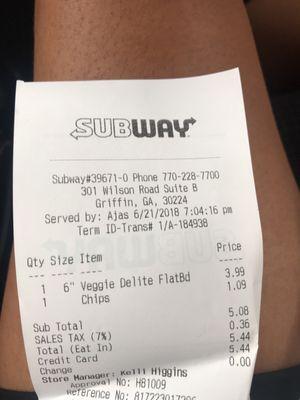 SUBWAY
Subway#39671-0 Phone 770-228-7700
301 Wilson Road Suite B
Griffin, GA, 30224
Served by: Ajas 6/21/2018 7:04:16 pm
Term ID-Trans# 1/A-184938
Qty Size Item Price
--- ---- ---- -----
1 6" Veggie Delite FlatBd 3.99
1 Chips 1.09
Sub Total 5.08
SALES TAX (7%) 0.36
Total (Eat In) 5.44
Credit Card 5.44
Change 0.00
Store Manager: Kelli Higgins
Approval No: H81009
Reference No: